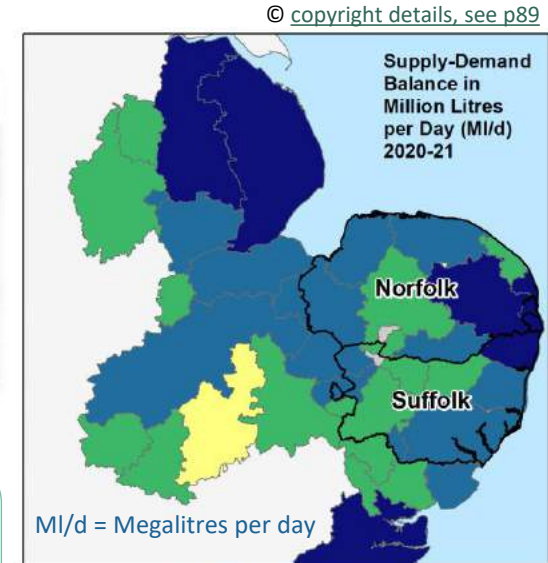 © copyright details, see p89
Supply-Demand
Balance in
Million Litres
per Day (Ml/d)
2020-21
Norfolk
Suffolk
Ml/d = Megalitres per day